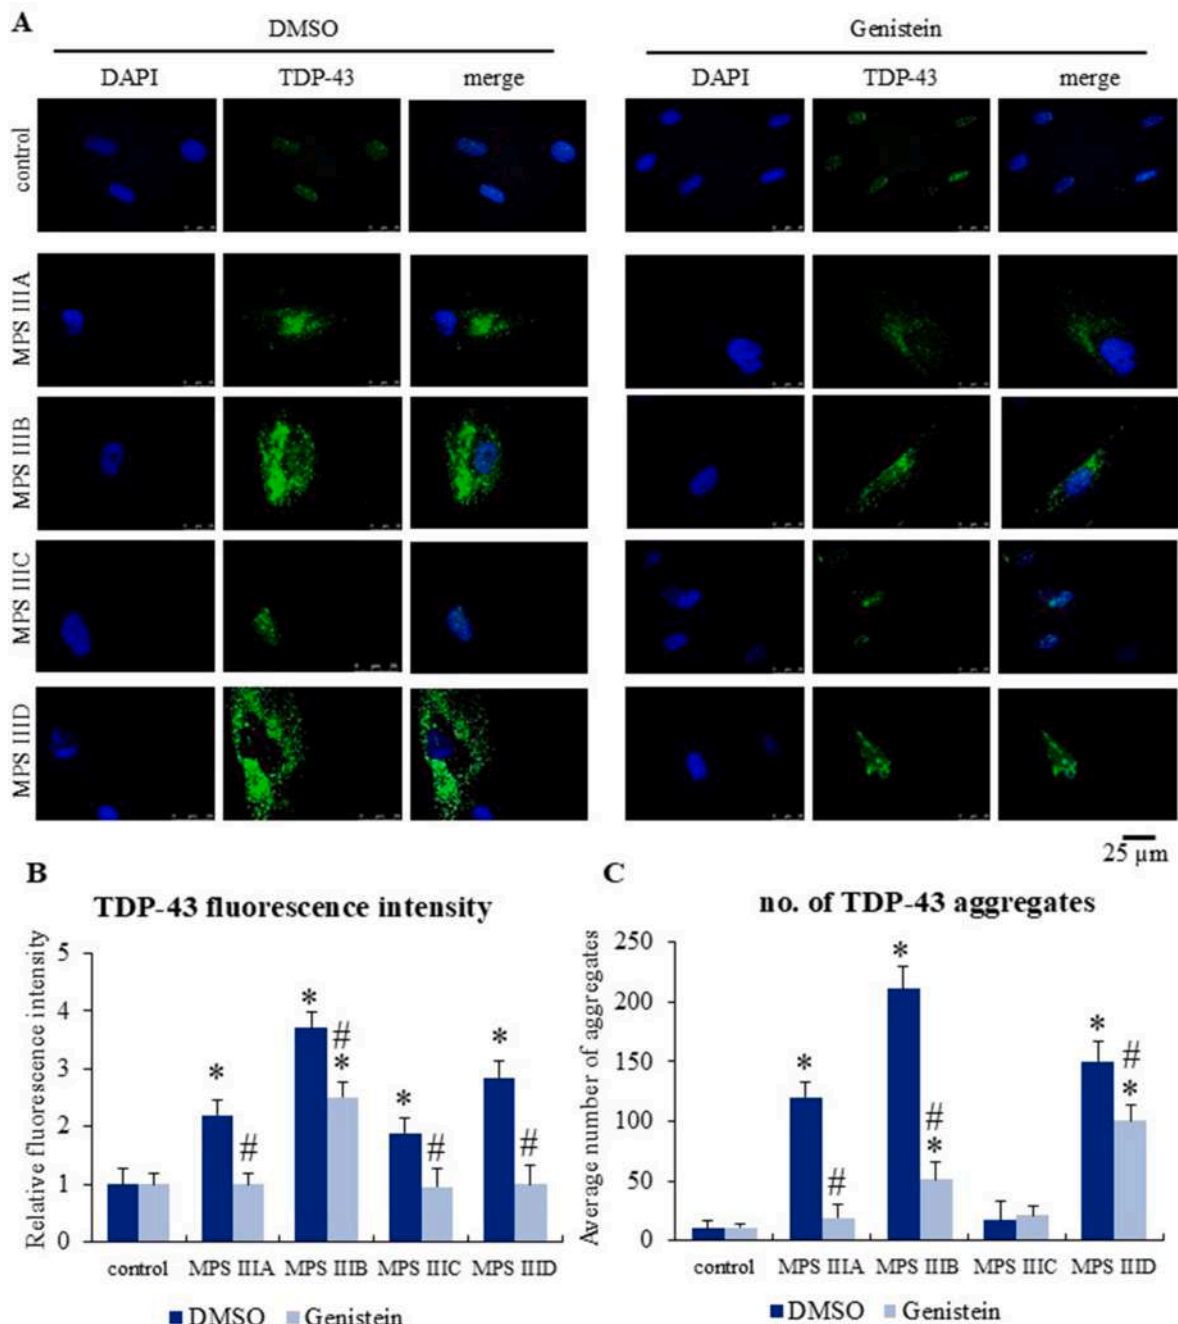 A
DMSO
Genistein
DAPI TDP-43 merge
DAPI TDP-43 merge
control
MPS IIIA
MPS IIIB
MPS IIIC
MPS IIID
25 µm
B
TDP-43 fluorescence intensity
Relative fluorescence intensity
5
4
3
2
1
0
* # * # * * # * #
control MPS IIIA MPS IIIB MPS IIIC MPS IIID
DMSO Genistein
C
no. of TDP-43 aggregates
Average number of aggregates
250
200
150
100
50
0
* # * # * * # *
control MPS IIIA MPS IIIB MPS IIIC MPS IIID
DMSO Genistein